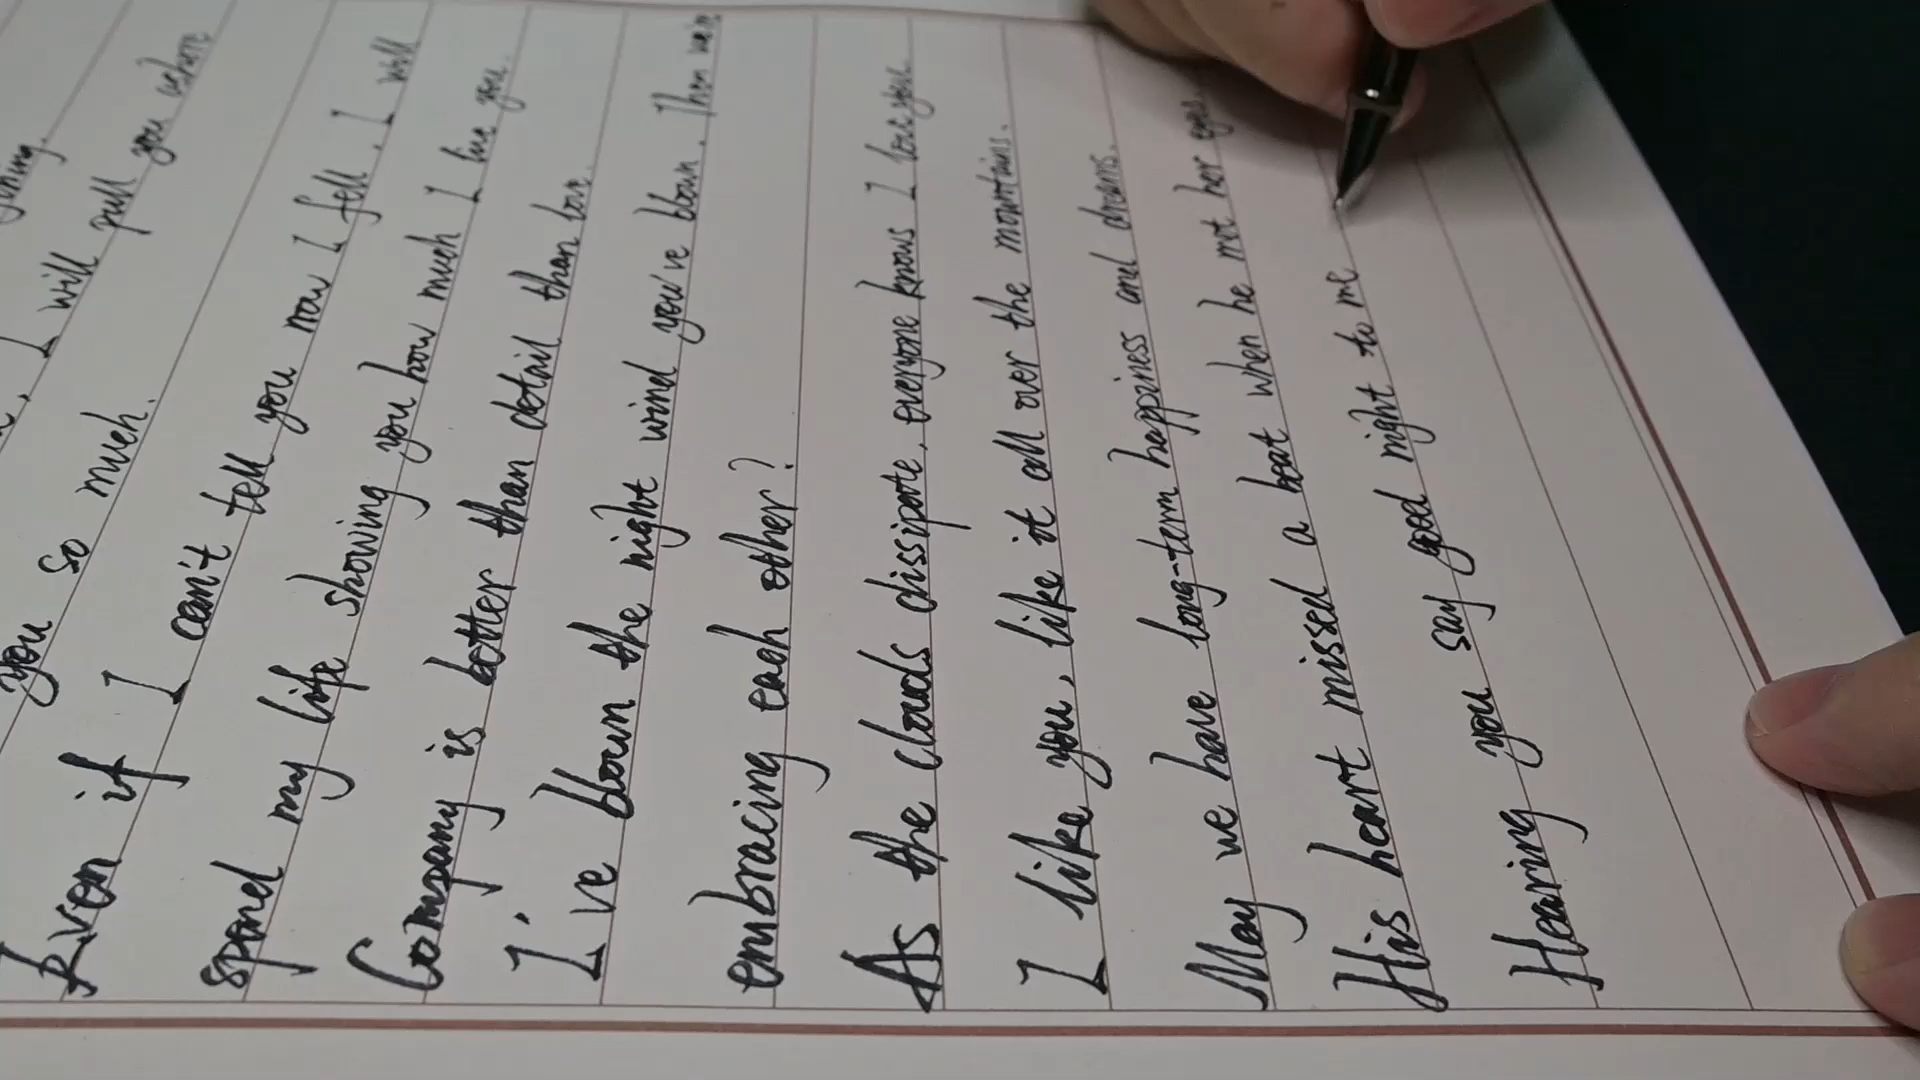 you so much.
Even if I can't tell you now I fell, I will
spend my life showing you how much I live you.
Company is better than detail than love.
I've blown the night wind you've blown. Then we're
embracing each other?
As the clouds dissipate, everyone knows I love you.
I like you, like it all over the mountains.
May we have long-term happiness and dreams.
His heart missed a beat when he met her eyes.
Hearing you say good night to me